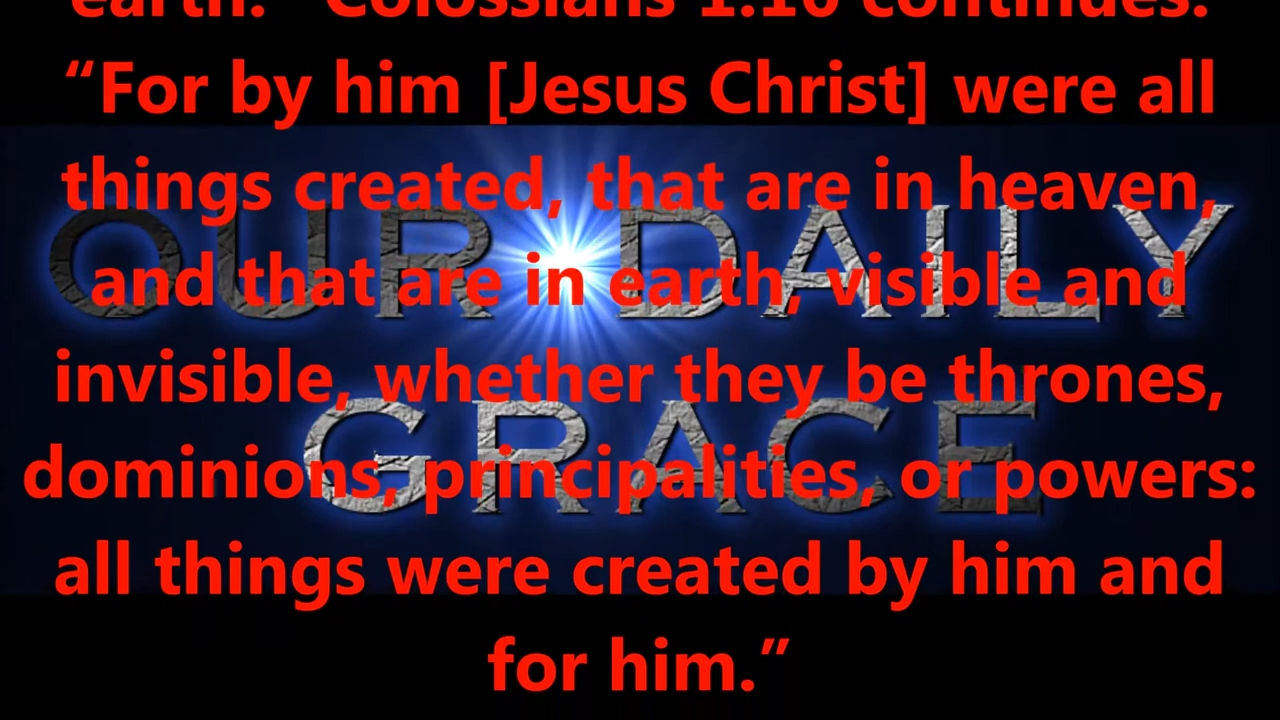 earth.” Colossians 1:16 continues:
“For by him [Jesus Christ] were all
things created, that are in heaven,
and that are in earth, visible and
invisible, whether they be thrones,
dominions, principalities, or powers:
all things were created by him and
for him.”
OUR DAILY
GRACE